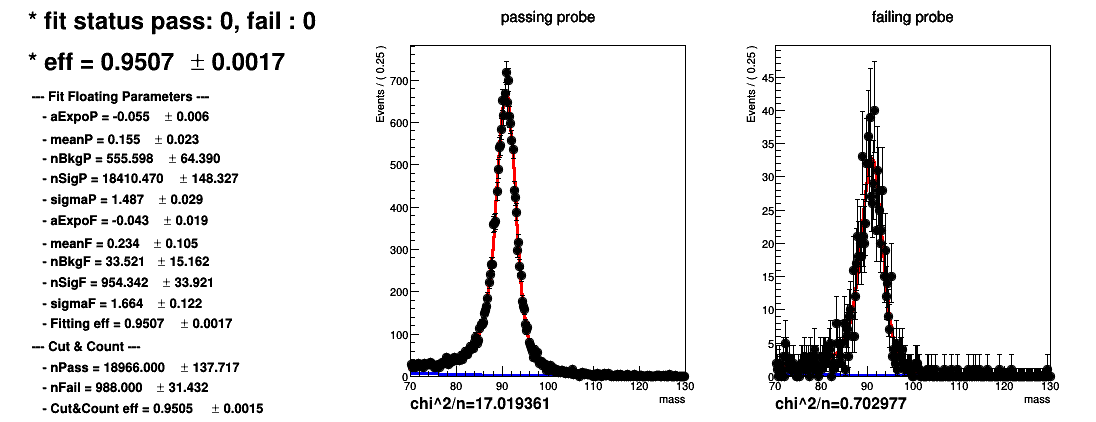 * fit status pass: 0, fail : 0
* eff = 0.9507 ± 0.0017
--- Fit Floating Parameters ---
- aExpoP = -0.055 ± 0.006
- meanP = 0.155 ± 0.023
- nBkgP = 555.598 ± 64.390
- nSigP = 18410.470 ± 148.327
- sigmaP = 1.487 ± 0.029
- aExpoF = -0.043 ± 0.019
- meanF = 0.234 ± 0.105
- nBkgF = 33.521 ± 15.162
- nSigF = 954.342 ± 33.921
- sigmaF = 1.664 ± 0.122
- Fitting eff = 0.9507 ± 0.0017
--- Cut & Count ---
- nPass = 18966.000 ± 137.717
- nFail = 988.000 ± 31.432
- Cut&Count eff = 0.9505 ± 0.0015
passing probe
Events / ( 0.25 )
700
600
500
400
300
200
100
0
70 80 90 100 110 120 130
mass
chi^2/n=17.019361
failing probe
Events / ( 0.25 )
45
40
35
30
25
20
15
10
5
0
70 80 90 100 110 120 130
mass
chi^2/n=0.702977